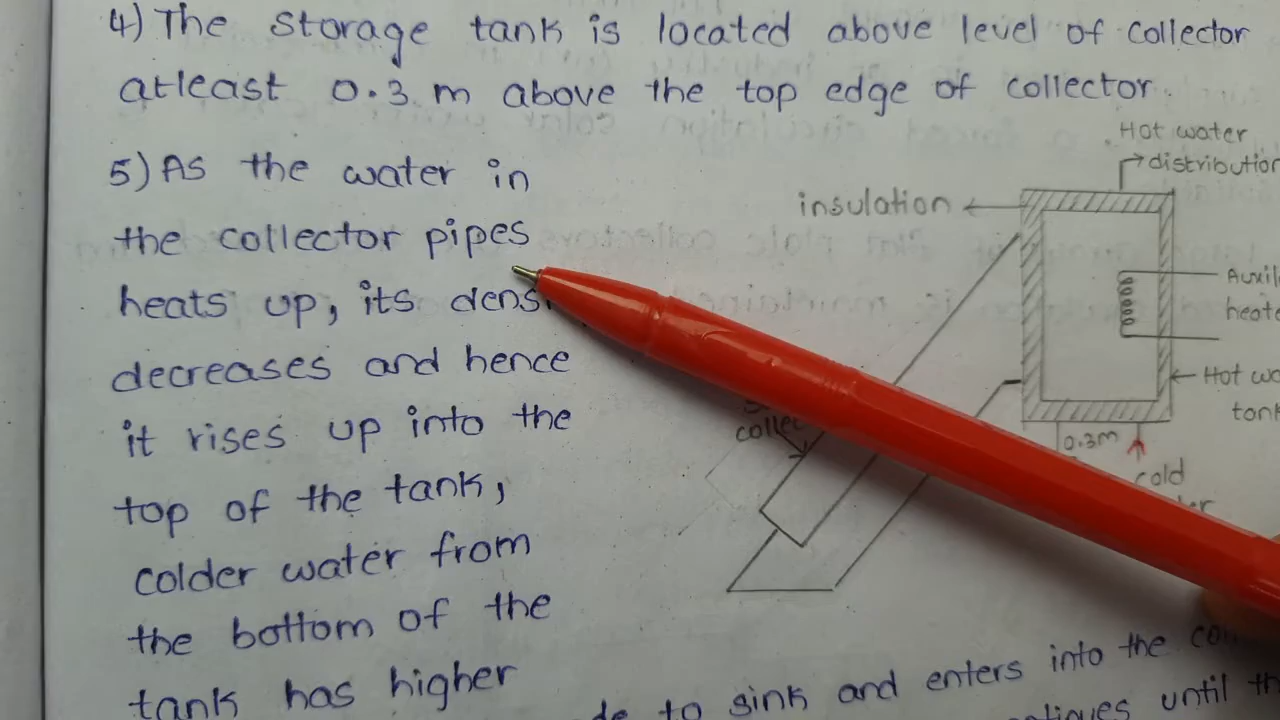 4) The storage tank is located above level of collector
atleast 0.3 m above the top edge of collector.
5) As the water in
the collector pipes
heats up, its
decreases and hence
it rises up into the
top of the tank,
colder water from
the bottom of the
tank has higher
to sink and enters into the
until
Hot water
distribution
insulation
0.3m
cold
Hot